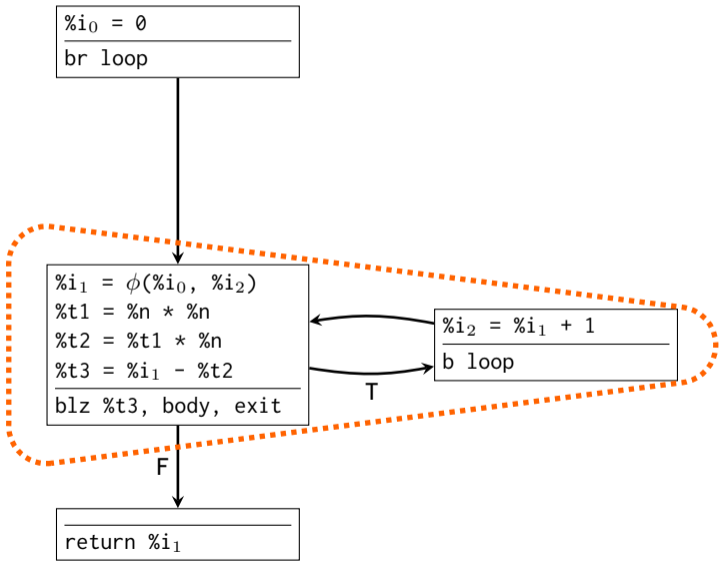 %i₀ = 0
br loop
%i₁ = ϕ(%i₀, %i₂)
%t1 = %n * %n
%t2 = %t1 * %n
%t3 = %i₁ - %t2
blz %t3, body, exit
%i₂ = %i₁ + 1
b loop
T
F
return %i₁